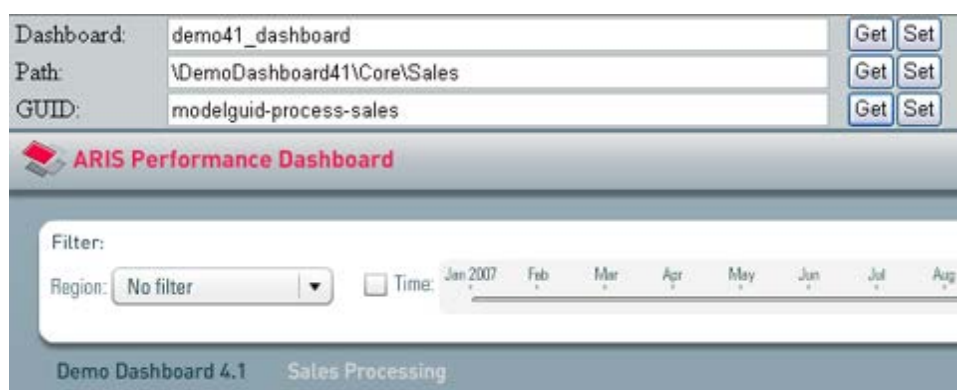 Dashboard: demo41_dashboard Get Set
Path: \DemoDashboard41\Core\Sales Get Set
GUID: modelguid-process-sales Get Set
ARIS Performance Dashboard
Filter:
Region: No filter Time: Jan 2007 Feb Mar Apr May Jun Jul Aug
Demo Dashboard 4.1 Sales Processing